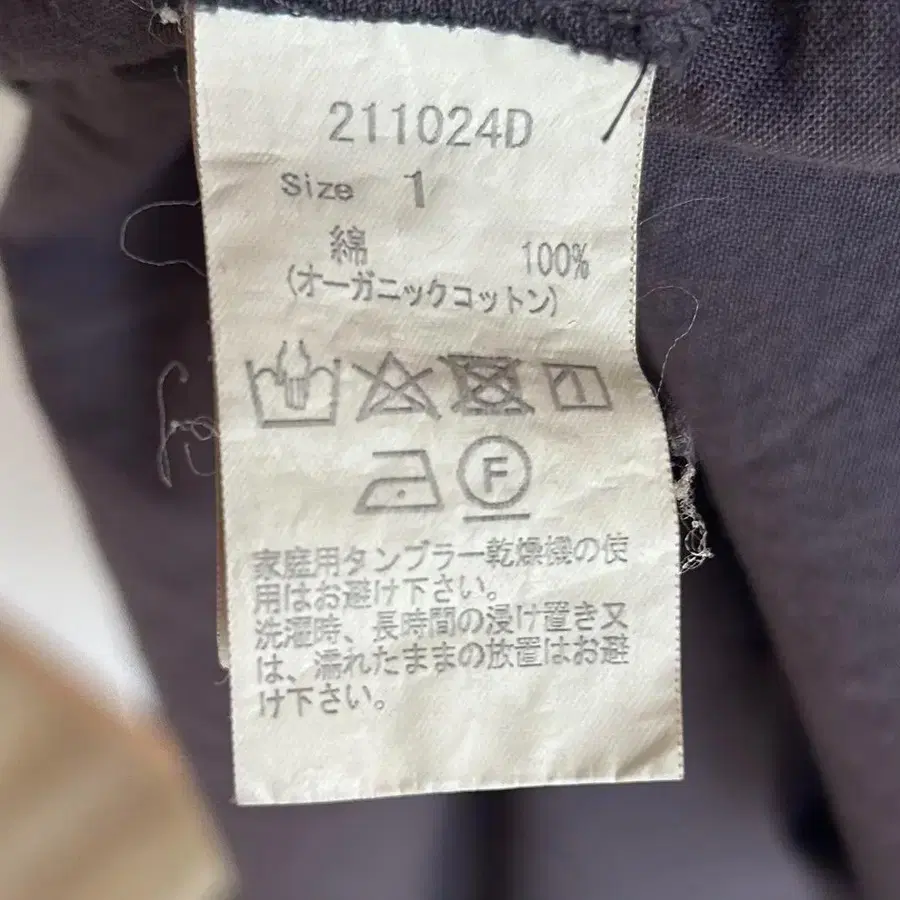 211024D
Size 1
綿 100%
(オーガニックコットン)
F
家庭用タンブラー乾燥機の使
用はお避け下さい。
洗濯時、長時間の浸け置き又
は、濡れたままの放置はお避
け下さい。